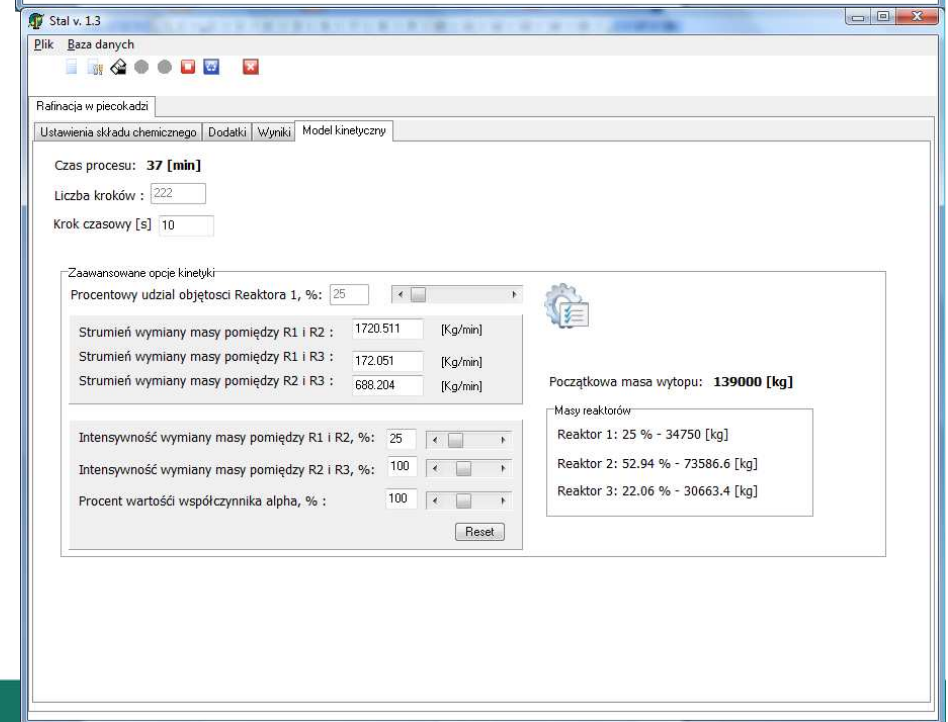 Stal v. 1.3
Plik Baza danych
Rafinacja w piecokadzi
Ustawienia składu chemicznego Dodatki Wyniki Model kinetyczny
Czas procesu: 37 [min]
Liczba kroków : 222
Krok czasowy [s] 10
Zaawansowane opcje kinetyki
Procentowy udzial objętosci Reaktora 1, %: 25
Strumień wymiany masy pomiędzy R1 i R2 : 1720.511 [Kg/min]
Strumień wymiany masy pomiędzy R1 i R3 : 172.051 [Kg/min]
Strumień wymiany masy pomiędzy R2 i R3 : 688.204 [Kg/min]
Intensywność wymiany masy pomiędzy R1 i R2, %: 25
Intensywność wymiany masy pomiędzy R2 i R3, %: 100
Procent wartośći współczynnika alpha, % : 100
Reset
Początkowa masa wytopu: 139000 [kg]
Masy reaktorów
Reaktor 1: 25 % - 34750 [kg]
Reaktor 2: 52.94 % - 73586.6 [kg]
Reaktor 3: 22.06 % - 30663.4 [kg]